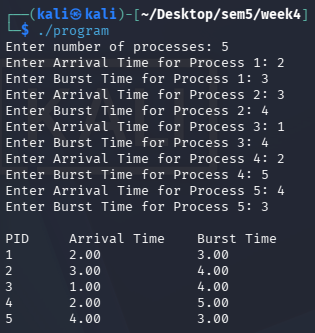 ┌──(kali㉿kali)-[~/Desktop/sem5/week4]
└─$ ./program
Enter number of processes: 5
Enter Arrival Time for Process 1: 2
Enter Burst Time for Process 1: 3
Enter Arrival Time for Process 2: 3
Enter Burst Time for Process 2: 4
Enter Arrival Time for Process 3: 1
Enter Burst Time for Process 3: 4
Enter Arrival Time for Process 4: 2
Enter Burst Time for Process 4: 5
Enter Arrival Time for Process 5: 4
Enter Burst Time for Process 5: 3
PID Arrival Time Burst Time
1 2.00 3.00
2 3.00 4.00
3 1.00 4.00
4 2.00 5.00
5 4.00 3.00